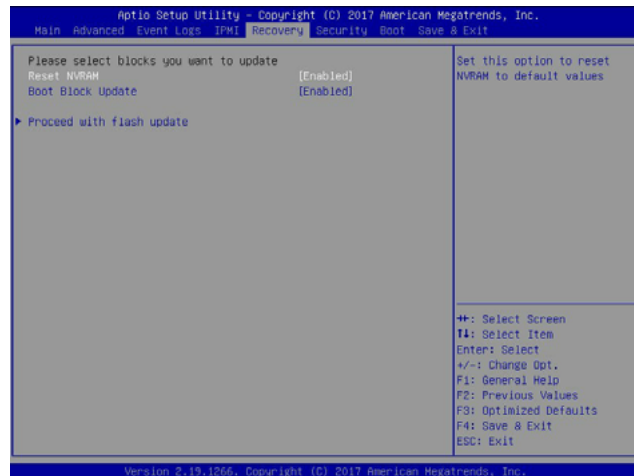 Aptio Setup Utility - Copyright (C) 2017 American Megatrends, Inc.
Main Advanced Event Logs IPMI Recovery Security Boot Save & Exit
Please select blocks you want to update
Reset NVRAM [Enabled]
Boot Block Update [Enabled]
Proceed with flash update
Set this option to reset
NVRAM to default values
: Select Screen
↑↓: Select Item
Enter: Select
+/-: Change Opt.
F1: General Help
F2: Previous Values
F3: Optimized Defaults
F4: Save & Exit
ESC: Exit
Version 2.19.1266. Copyright (C) 2017 American Megatrends, Inc.